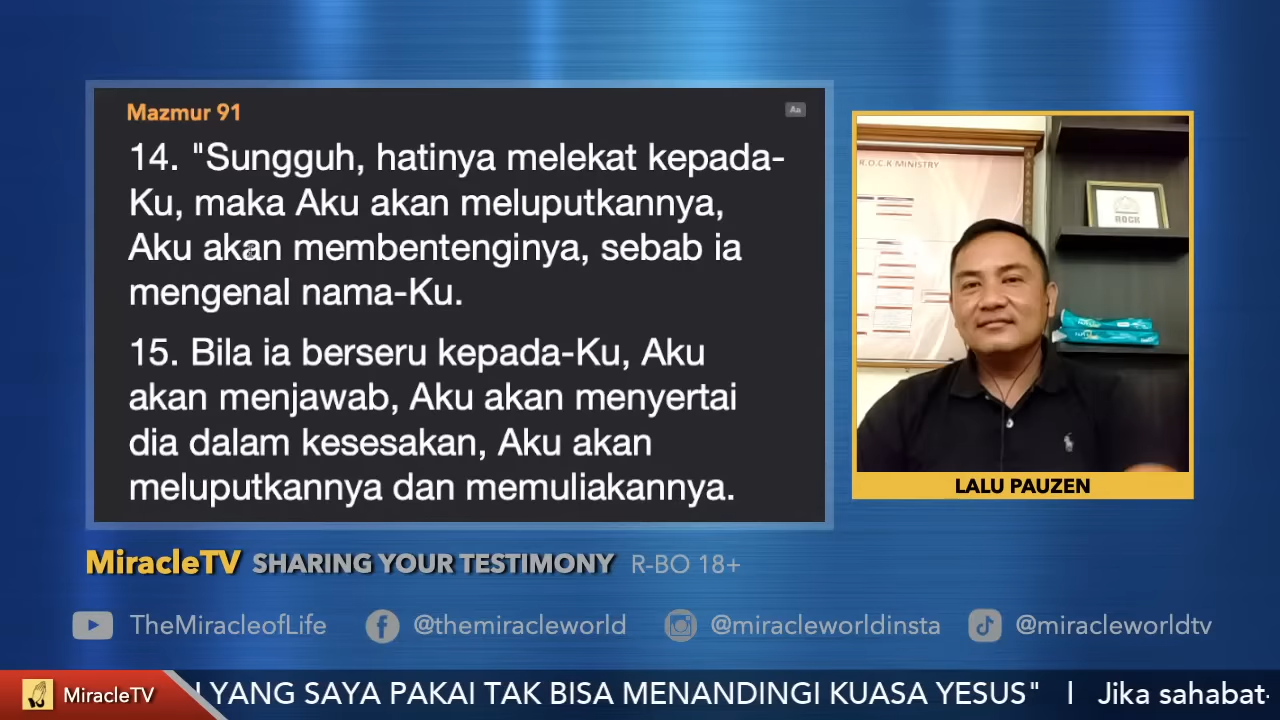 Mazmur 91
Aa
14. "Sungguh, hatinya melekat kepada-
Ku, maka Aku akan meluputkannya,
Aku akan membentenginya, sebab ia
mengenal nama-Ku.
15. Bila ia berseru kepada-Ku, Aku
akan menjawab, Aku akan menyertai
dia dalam kesesakan, Aku akan
meluputkannya dan memuliakannya.
R.O.C.K MINISTRY
ROCK
LALU PAUZEN
MiracleTV SHARING YOUR TESTIMONY R-BO 18+
TheMiracleofLife @themiracleworld @miracleworldinsta @miracleworldtv
MiracleTV YANG SAYA PAKAI TAK BISA MENANDINGI KUASA YESUS" | Jika sahabat-